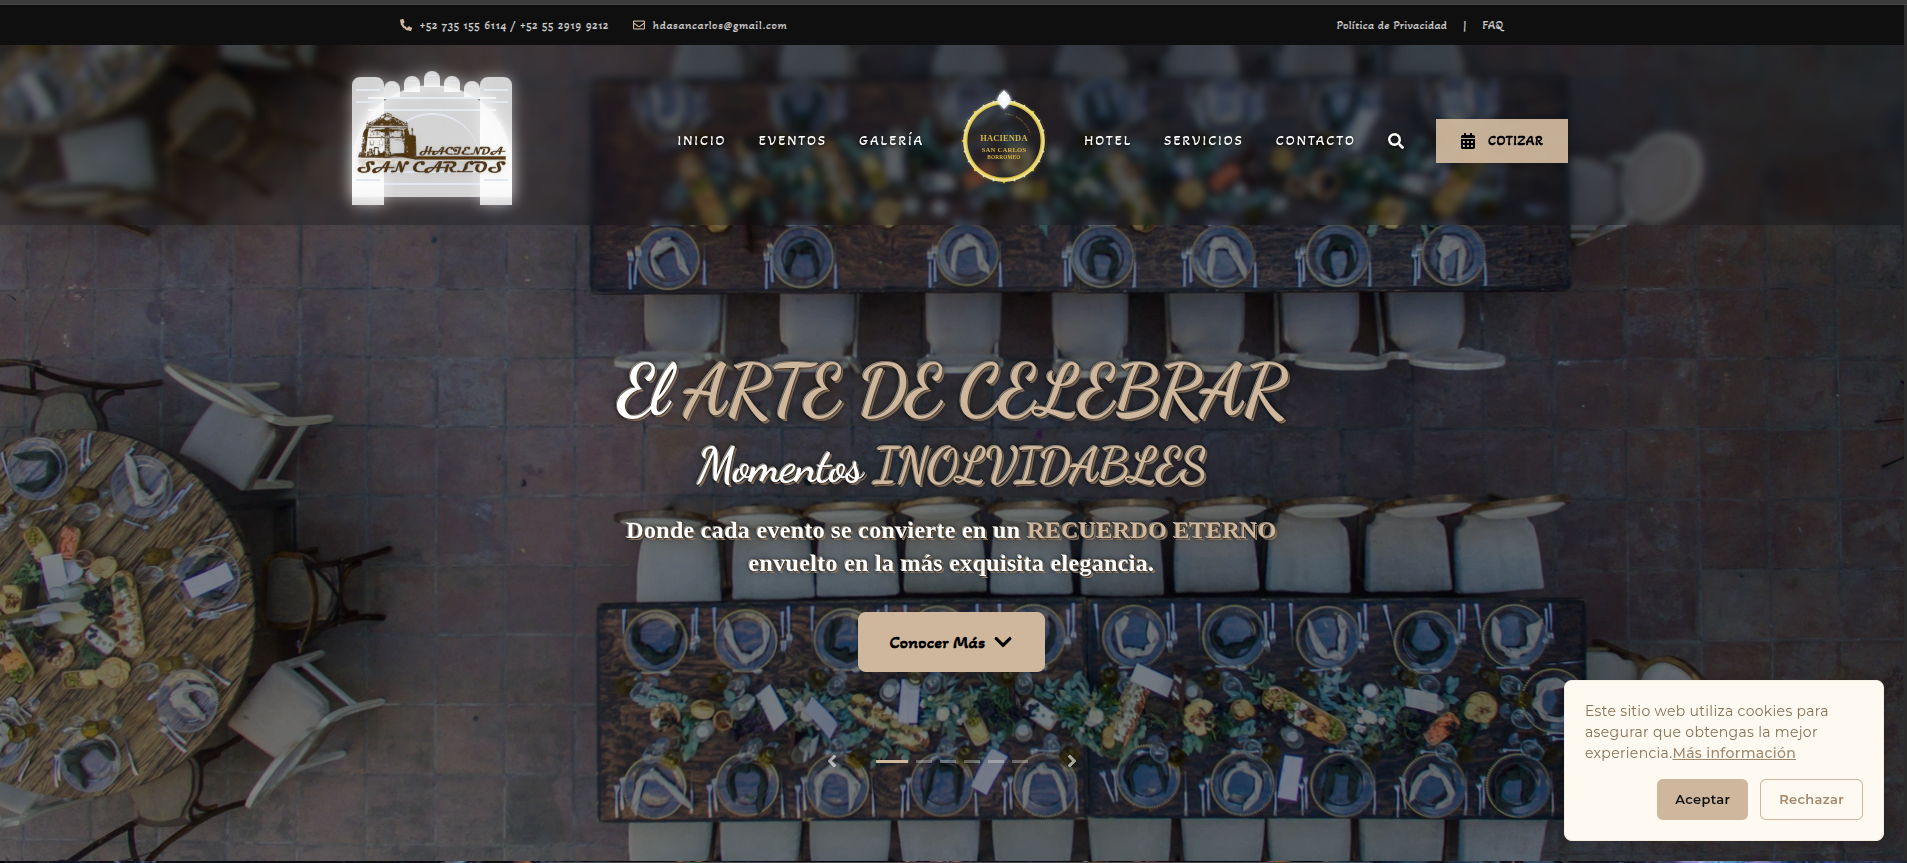 +52 735 155 6114 / +52 55 2919 9212
hdasancarlos@gmail.com
Política de Privacidad | FAQ
HACIENDA
SAN CARLOS
INICIO
EVENTOS
GALERÍA
HACIENDA
SAN CARLOS
BORROMEO
HOTEL
SERVICIOS
CONTACTO
COTIZAR
El ARTE DE CELEBRAR
Momentos INOLVIDABLES
Donde cada evento se convierte en un RECUERDO ETERNO
envuelto en la más exquisita elegancia.
Conocer Más
Este sitio web utiliza cookies para
asegurar que obtengas la mejor
experiencia.Más información
Aceptar
Rechazar